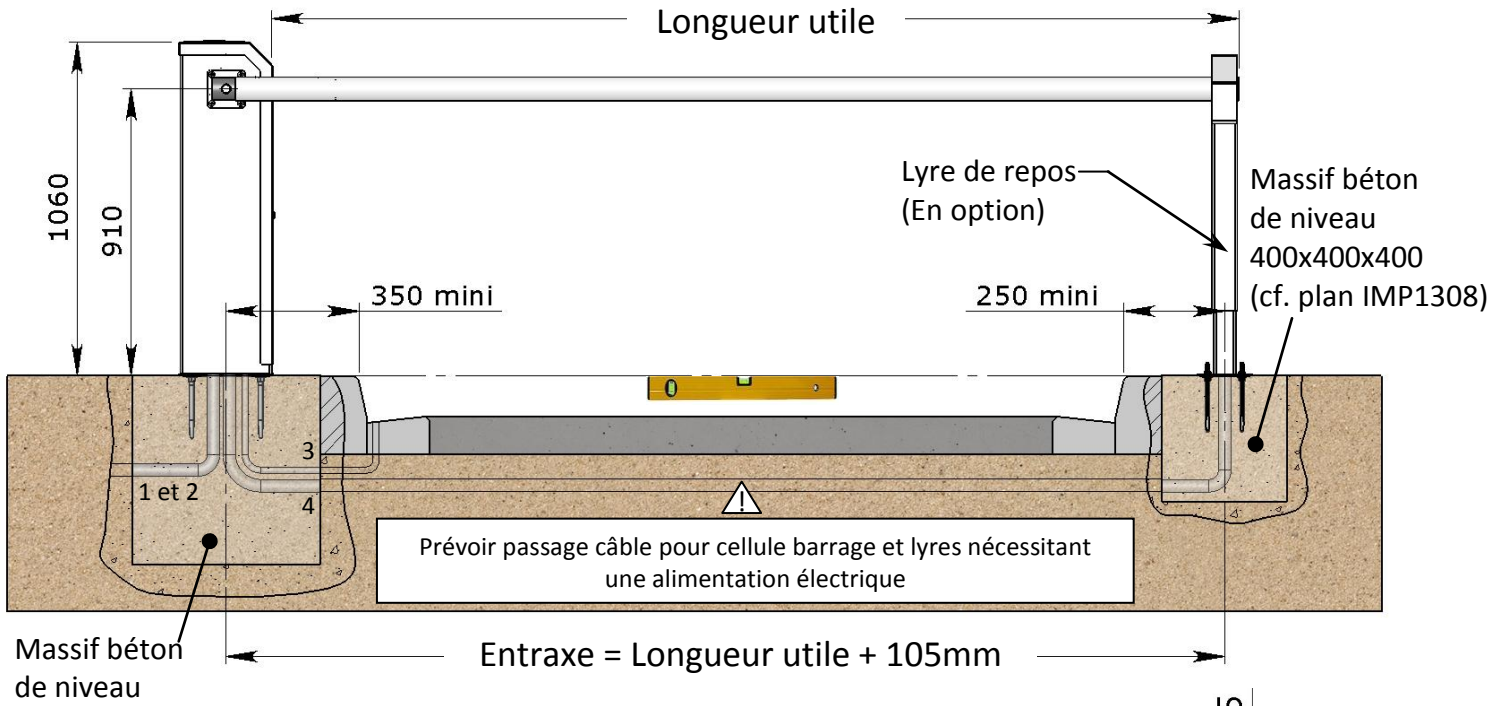 Longueur utile
1060
910
Lyre de repos
(En option)
Massif béton
de niveau
400x400x400
(cf. plan IMP1308)
350 mini
250 mini
3
1 et 2
4
Prévoir passage câble pour cellule barrage et lyres nécessitant
une alimentation électrique
Massif béton
de niveau
Entraxe = Longueur utile + 105mm